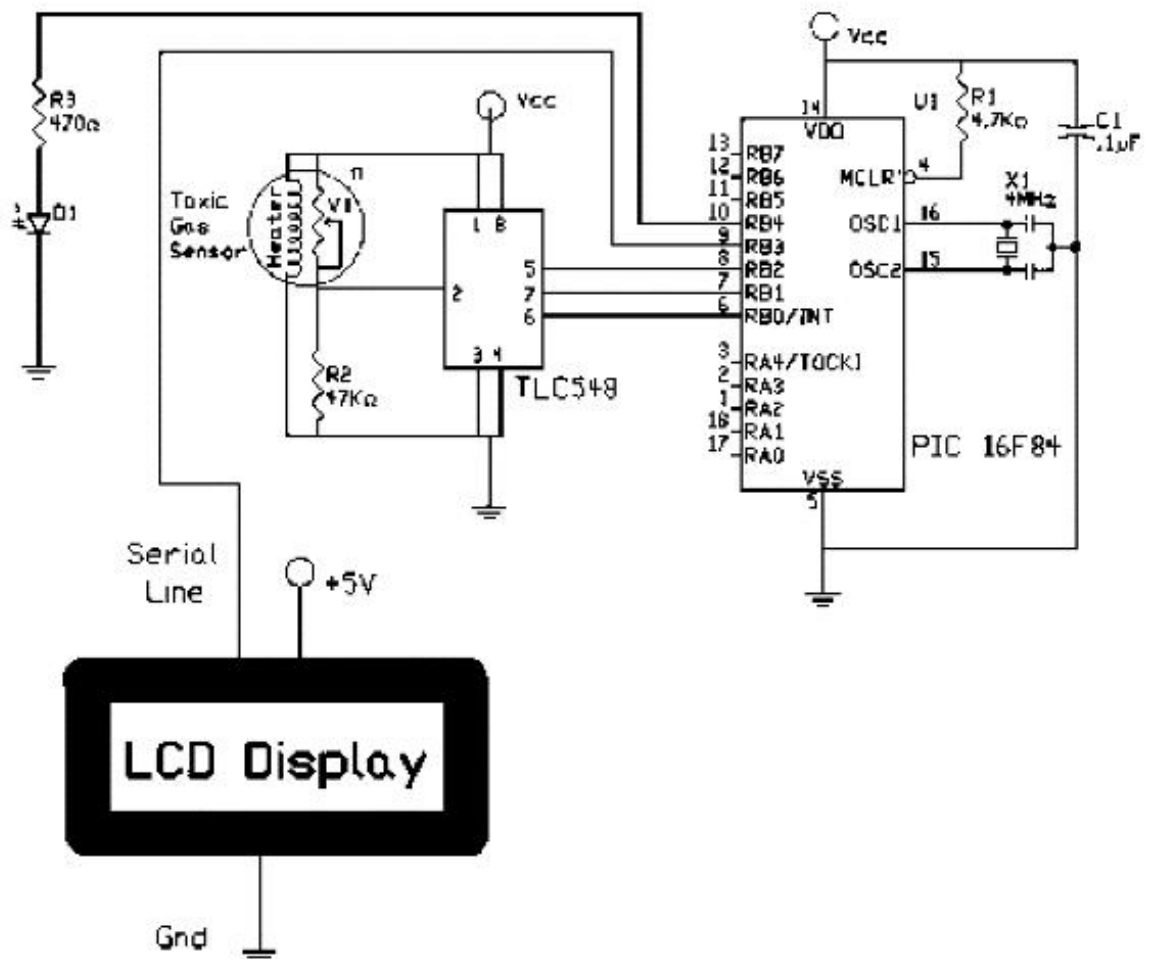 R3
470Ω
D1
Toxic
Gas
Sensor
Heater
Vcc
1 8
2
5
7
6
3 4
TLC548
R2
47KΩ
Vcc
14
VDD
U1
R1
4.7KΩ
C1
.1µF
13 RB7
12 RB6
11 RB5
10 RB4
9 RB3
8 RB2
7 RB1
6 RB0/INT
3 RA4/TOCKI
2 RA3
1 RA2
18 RA1
17 RA0
MCLR' 4
OSC1 16
OSC2 15
X1
4MHz
VSS
5
PIC 16F84
Serial
Line
+5V
LCD Display
Gnd